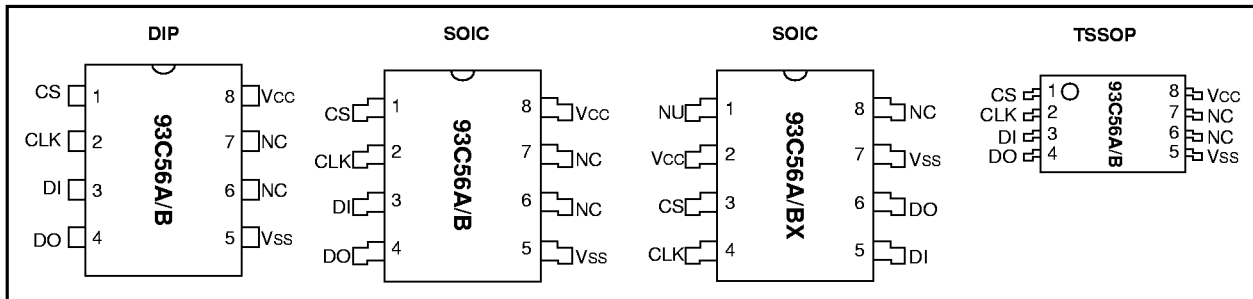 DIP
CS 1 8 VCC
CLK 2 7 NC
DI 3 6 NC
DO 4 5 VSS
93C56A/B
SOIC
CS 1 8 VCC
CLK 2 7 NC
DI 3 6 NC
DO 4 5 VSS
93C56A/B
SOIC
NU 1 8 NC
VCC 2 7 VSS
CS 3 6 DO
CLK 4 5 DI
93C56A/BX
TSSOP
CS 1 8 VCC
CLK 2 7 NC
DI 3 6 NC
DO 4 5 VSS
93C56A/B